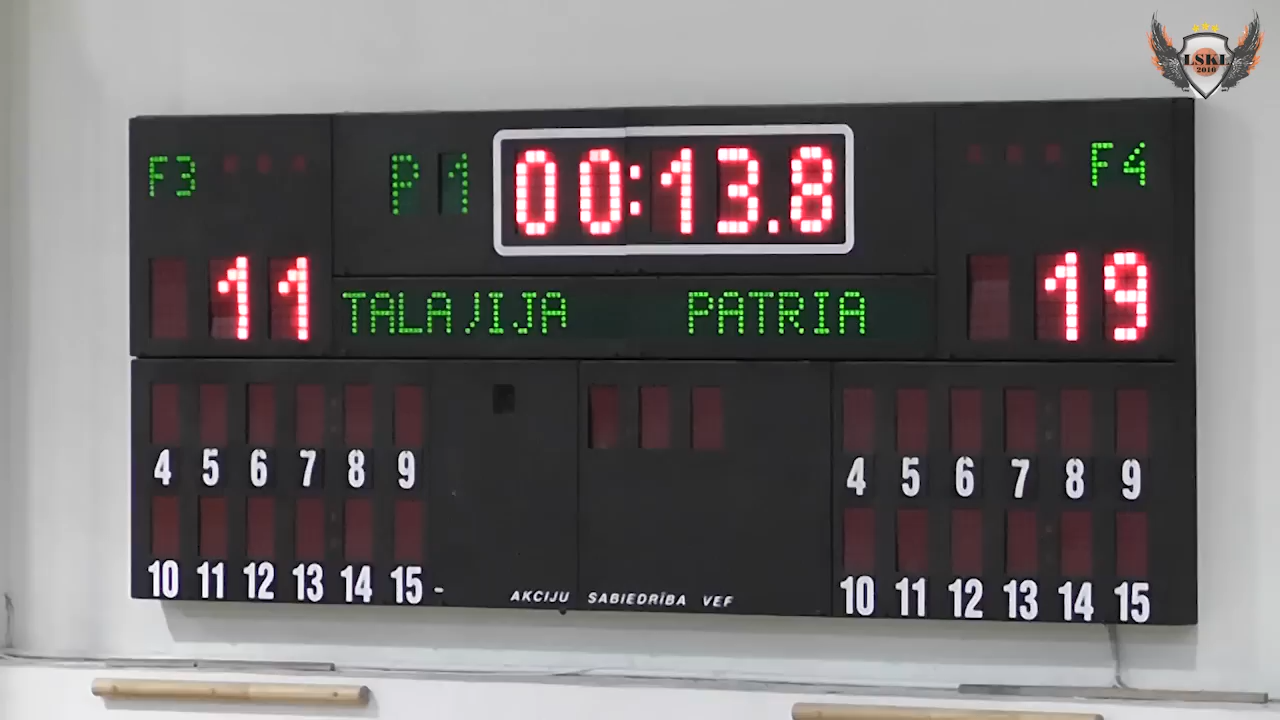 LSKL
2016
F3 P1 00:13.8 F4
11 TALAVIJA PATRIA 19
4 5 6 7 8 9 4 5 6 7 8 9
10 11 12 13 14 15 - 10 11 12 13 14 15
AKCIJU SABIEDRĪBA VEF